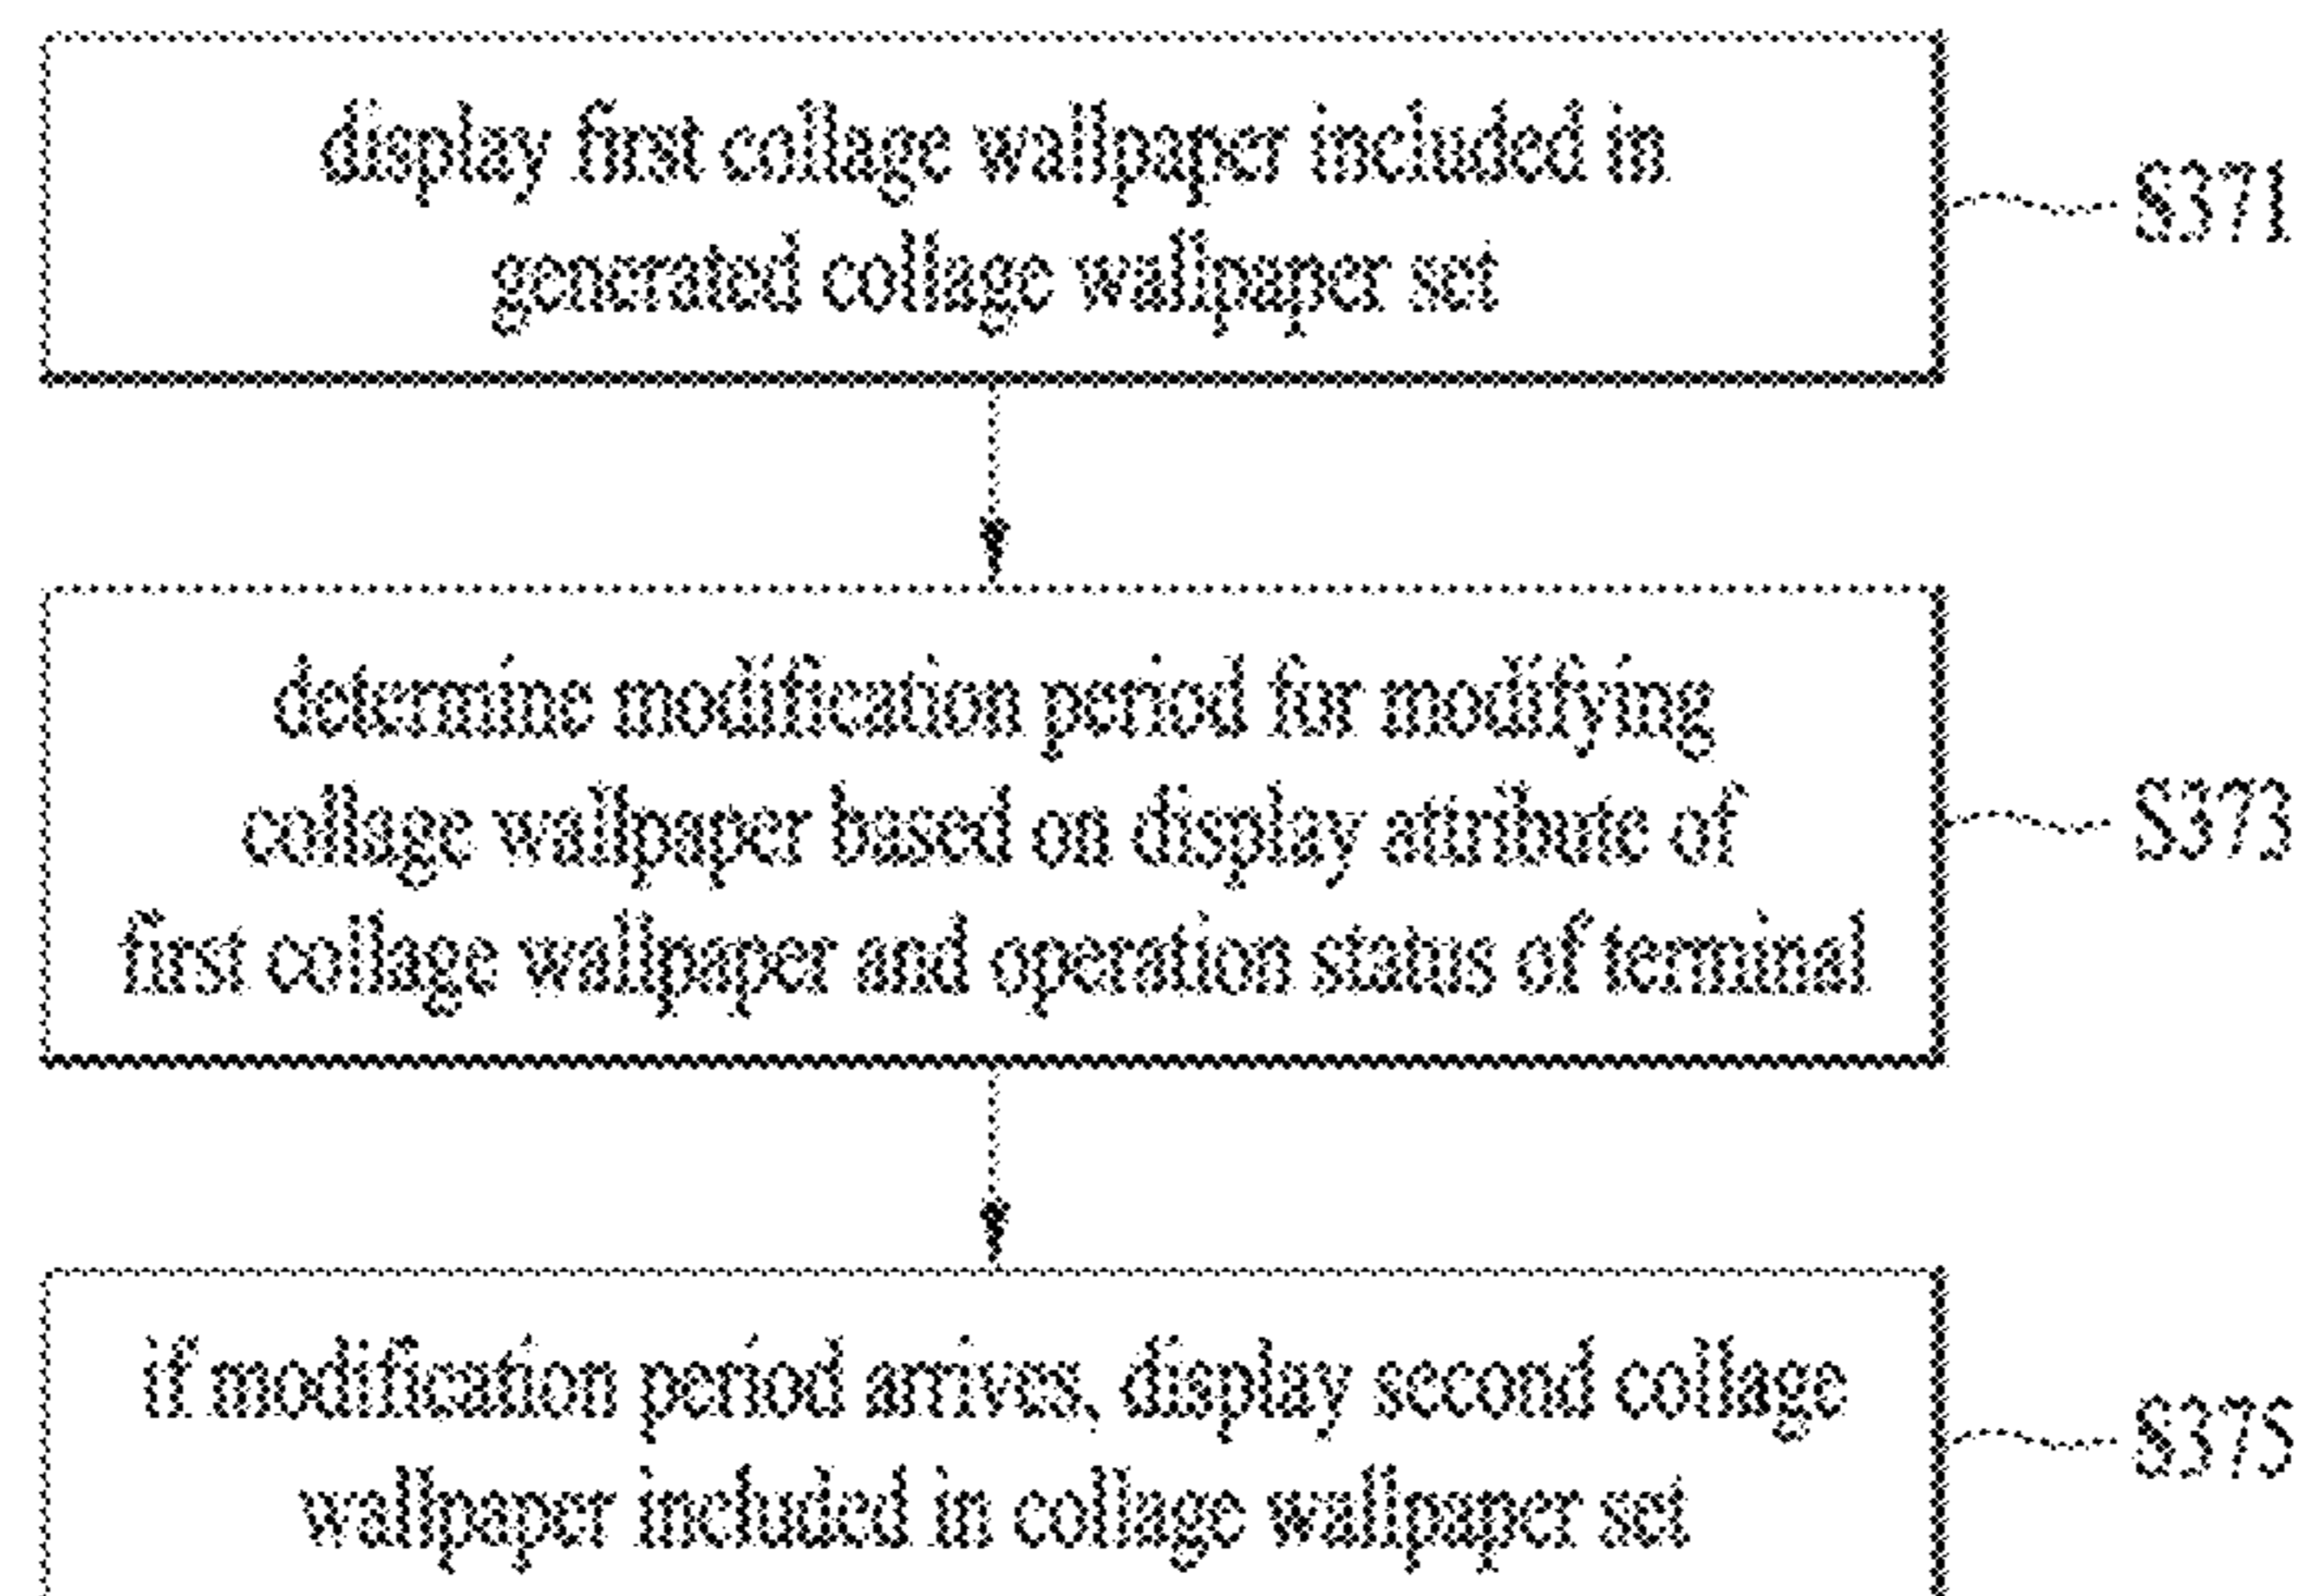 display first collage wallpaper included in
generated collage wallpaper set
S371
determine modification period for modifying
collage wallpaper based on display attribute of
first collage wallpaper and operation status of terminal
S373
if modification period arrives, display second collage
wallpaper included in collage wallpaper set
S375